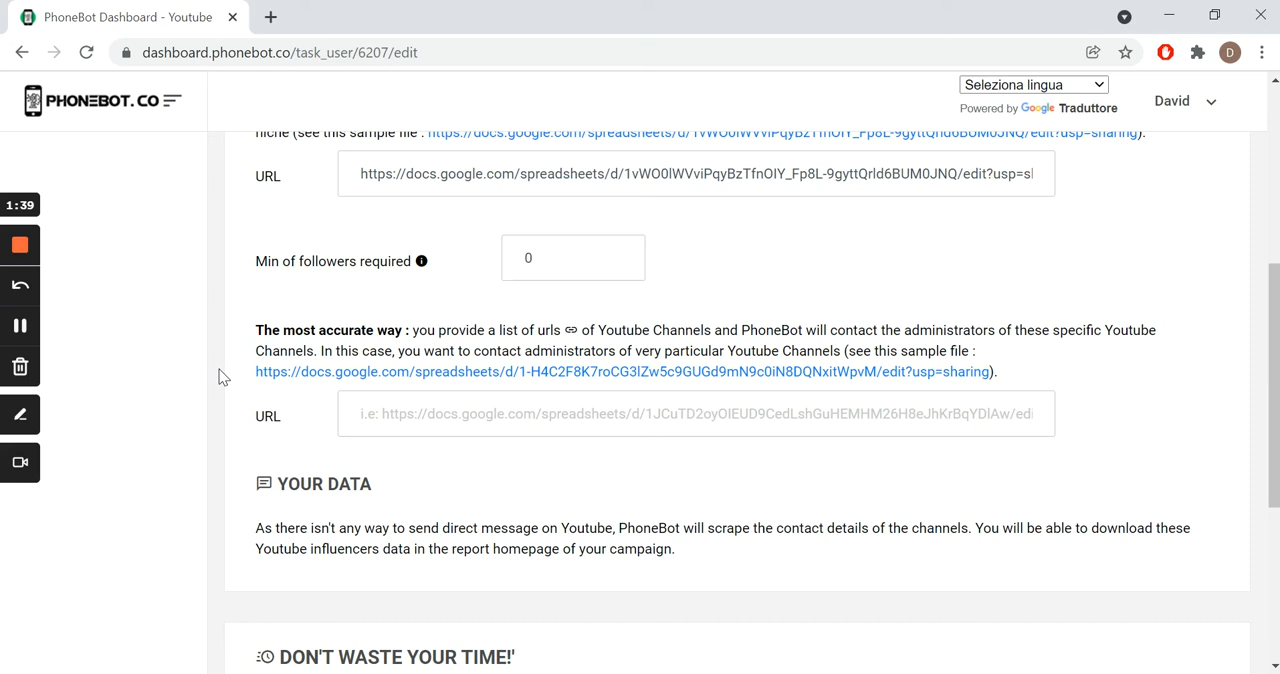 PhoneBot Dashboard - Youtube
dashboard.phonebot.co/task_user/6207/edit
D
PHONEBOT.CO
Seleziona lingua
Powered by Google Traduttore
David
niche (see this sample file :
URL
https://docs.google.com/spreadsheets/d/1vWO0lWVviPqyBzTfnOIY_Fp8L-9gyttQrld6BUM0JNQ/edit?usp=sl
1:39
Min of followers required
0
The most accurate way : you provide a list of urls of Youtube Channels and PhoneBot will contact the administrators of these specific Youtube
Channels. In this case, you want to contact administrators of very particular Youtube Channels (see this sample file :
https://docs.google.com/spreadsheets/d/1-H4C2F8K7roCG3lZw5c9GUGd9mN9c0iN8DQNxitWpvM/edit?usp=sharing).
URL
i.e: https://docs.google.com/spreadsheets/d/1JCuTD2oyOIEUD9CedLshGuHEMHM26H8eJhKrBqYDlAw/edi
YOUR DATA
As there isn't any way to send direct message on Youtube, PhoneBot will scrape the contact details of the channels. You will be able to download these
Youtube influencers data in the report homepage of your campaign.
DON'T WASTE YOUR TIME!'